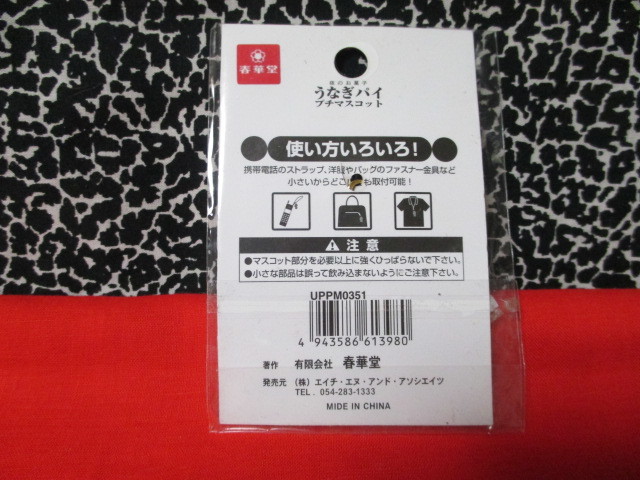 春華堂
夜のお菓子
うなぎパイ
プチマスコット
使い方いろいろ!
携帯電話のストラップ、洋服やバッグのファスナー金具など
小さいからどこにでも取付可能!
注意
●マスコット部分を必要以上に強くひっぱらないで下さい。
●小さな部品は誤って飲み込まないようにご注意下さい。
UPPM0351
4 943586 613980
著作 有限会社 春華堂
発売元 (株)エイチ・エヌ・アンド・アソシエイツ
TEL. 054-283-1333
MADE IN CHINA